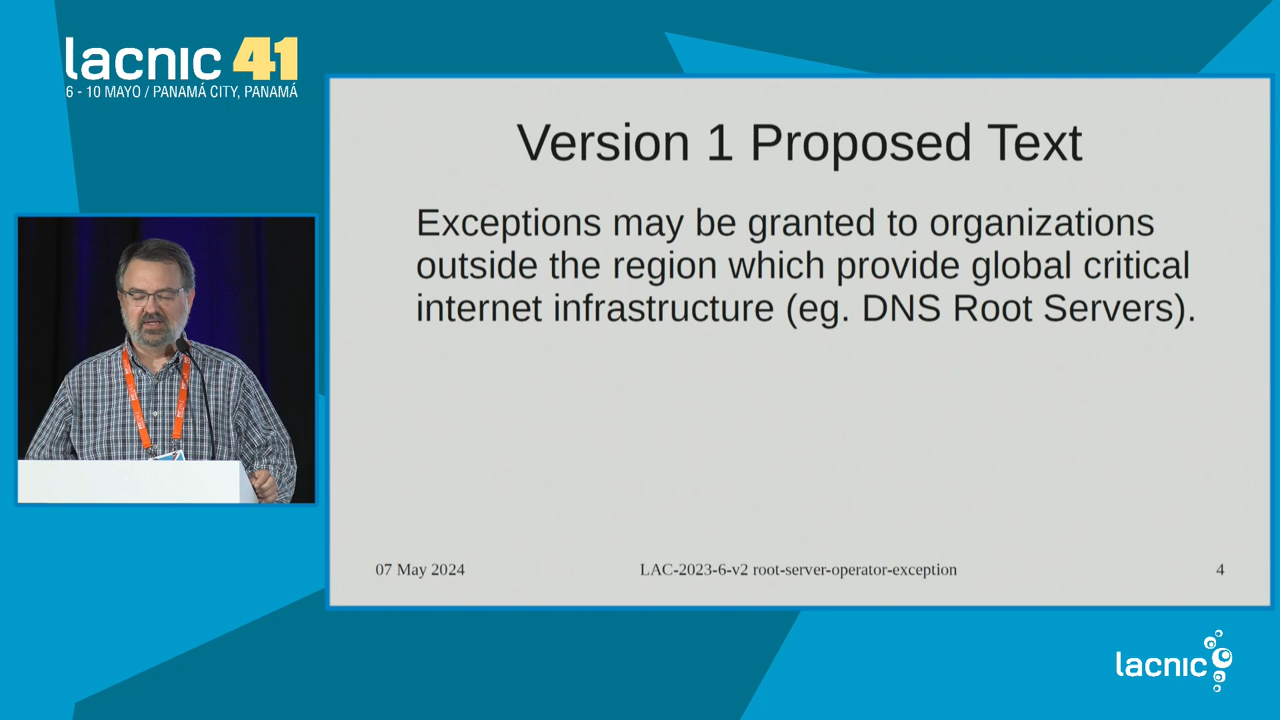 lacnic 41
6 - 10 MAYO / PANAMÁ CITY, PANAMÁ
Version 1 Proposed Text
Exceptions may be granted to organizations
outside the region which provide global critical
internet infrastructure (eg. DNS Root Servers).
07 May 2024 LAC-2023-6-v2 root-server-operator-exception 4
lacnic